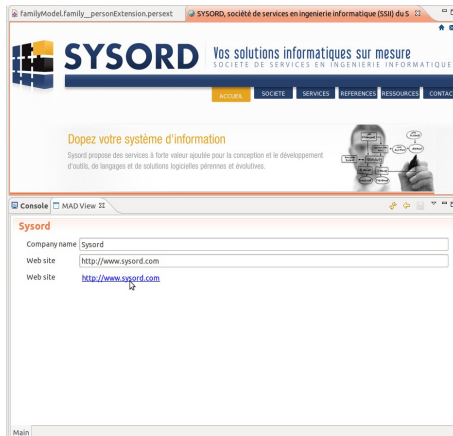 familyModel.family__personExtension.persext
SYSORD, société de services en ingenierie informatique (SSII) du S
SYSORD
Vos solutions informatiques sur mesure
SOCIETE DE SERVICES EN INGENIERIE INFORMATIQUE
ACCUEIL SOCIETE SERVICES REFERENCES RESSOURCES CONTAC
Dopez votre système d'information
Sysord propose des services à forte valeur ajoutée pour la conception et le développement
d'outils, de langages et de solutions logicielles pérennes et évolutives.
Console MAD View
Sysord
Company name Sysord
Web site http://www.sysord.com
Web site http://www.sysord.com
Main